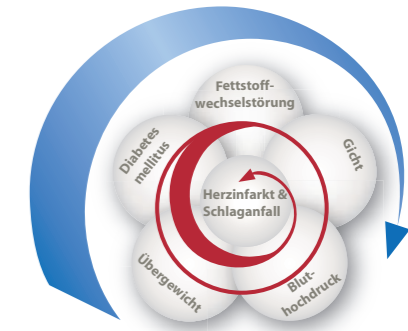 Fettstoff-
wechselstörung
Diabetes
mellitus
Gicht
Herzinfarkt &
Schlaganfall
Übergewicht
Blut-
hochdruck